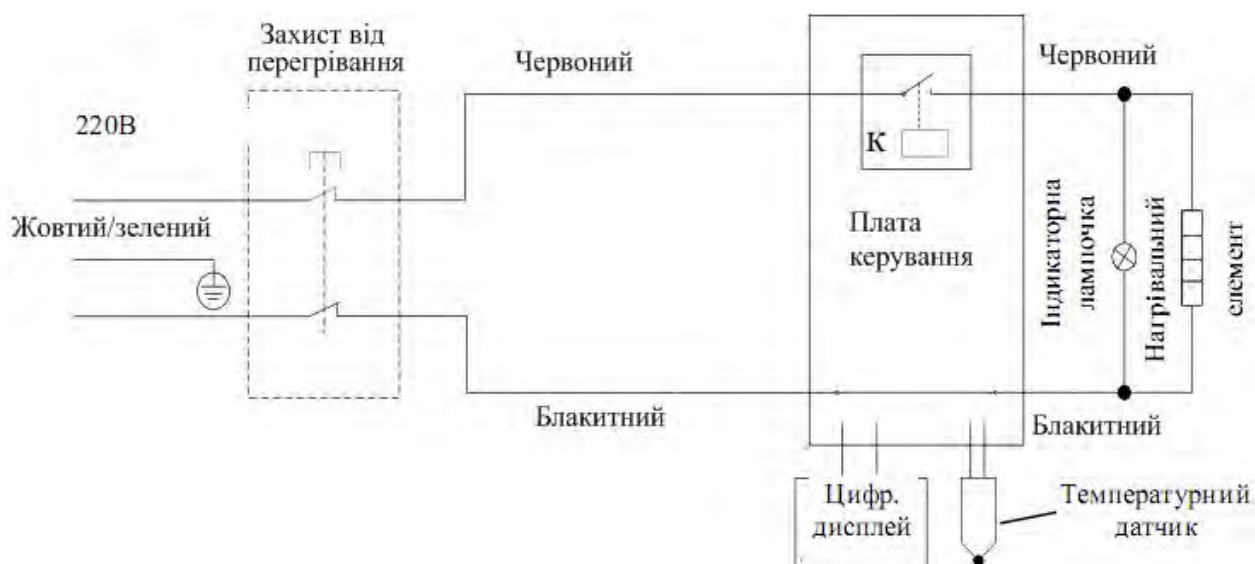 Захист від
перегрівання
220В
Червоний
Червоний
K
Жовтий/зелений
Плата
керування
Індикаторна
лампочка
Нагрівальний
елемент
Блакитний
Блакитний
Цифр.
дисплей
Температурний
датчик